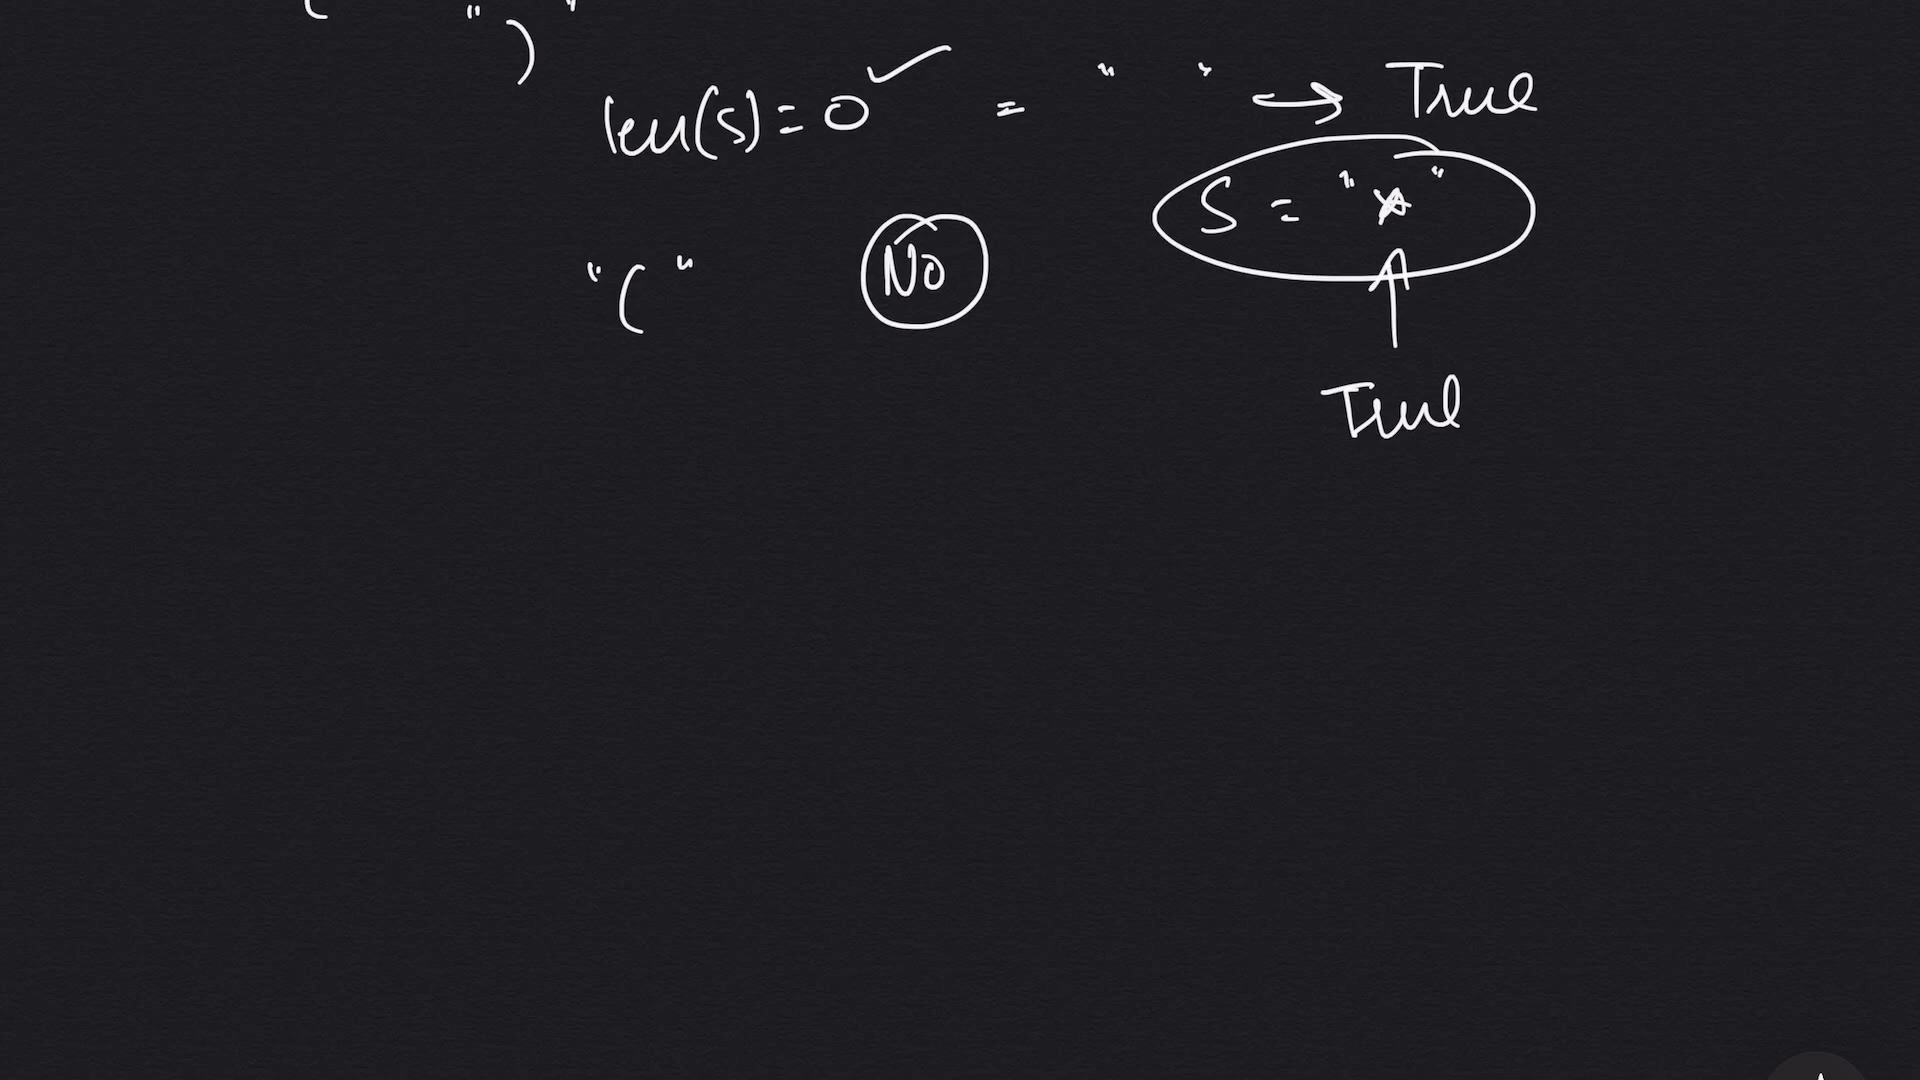 ( " ) "
len(s) = 0 ✓ = " " → True
S = "*"
"(" No
↑
True